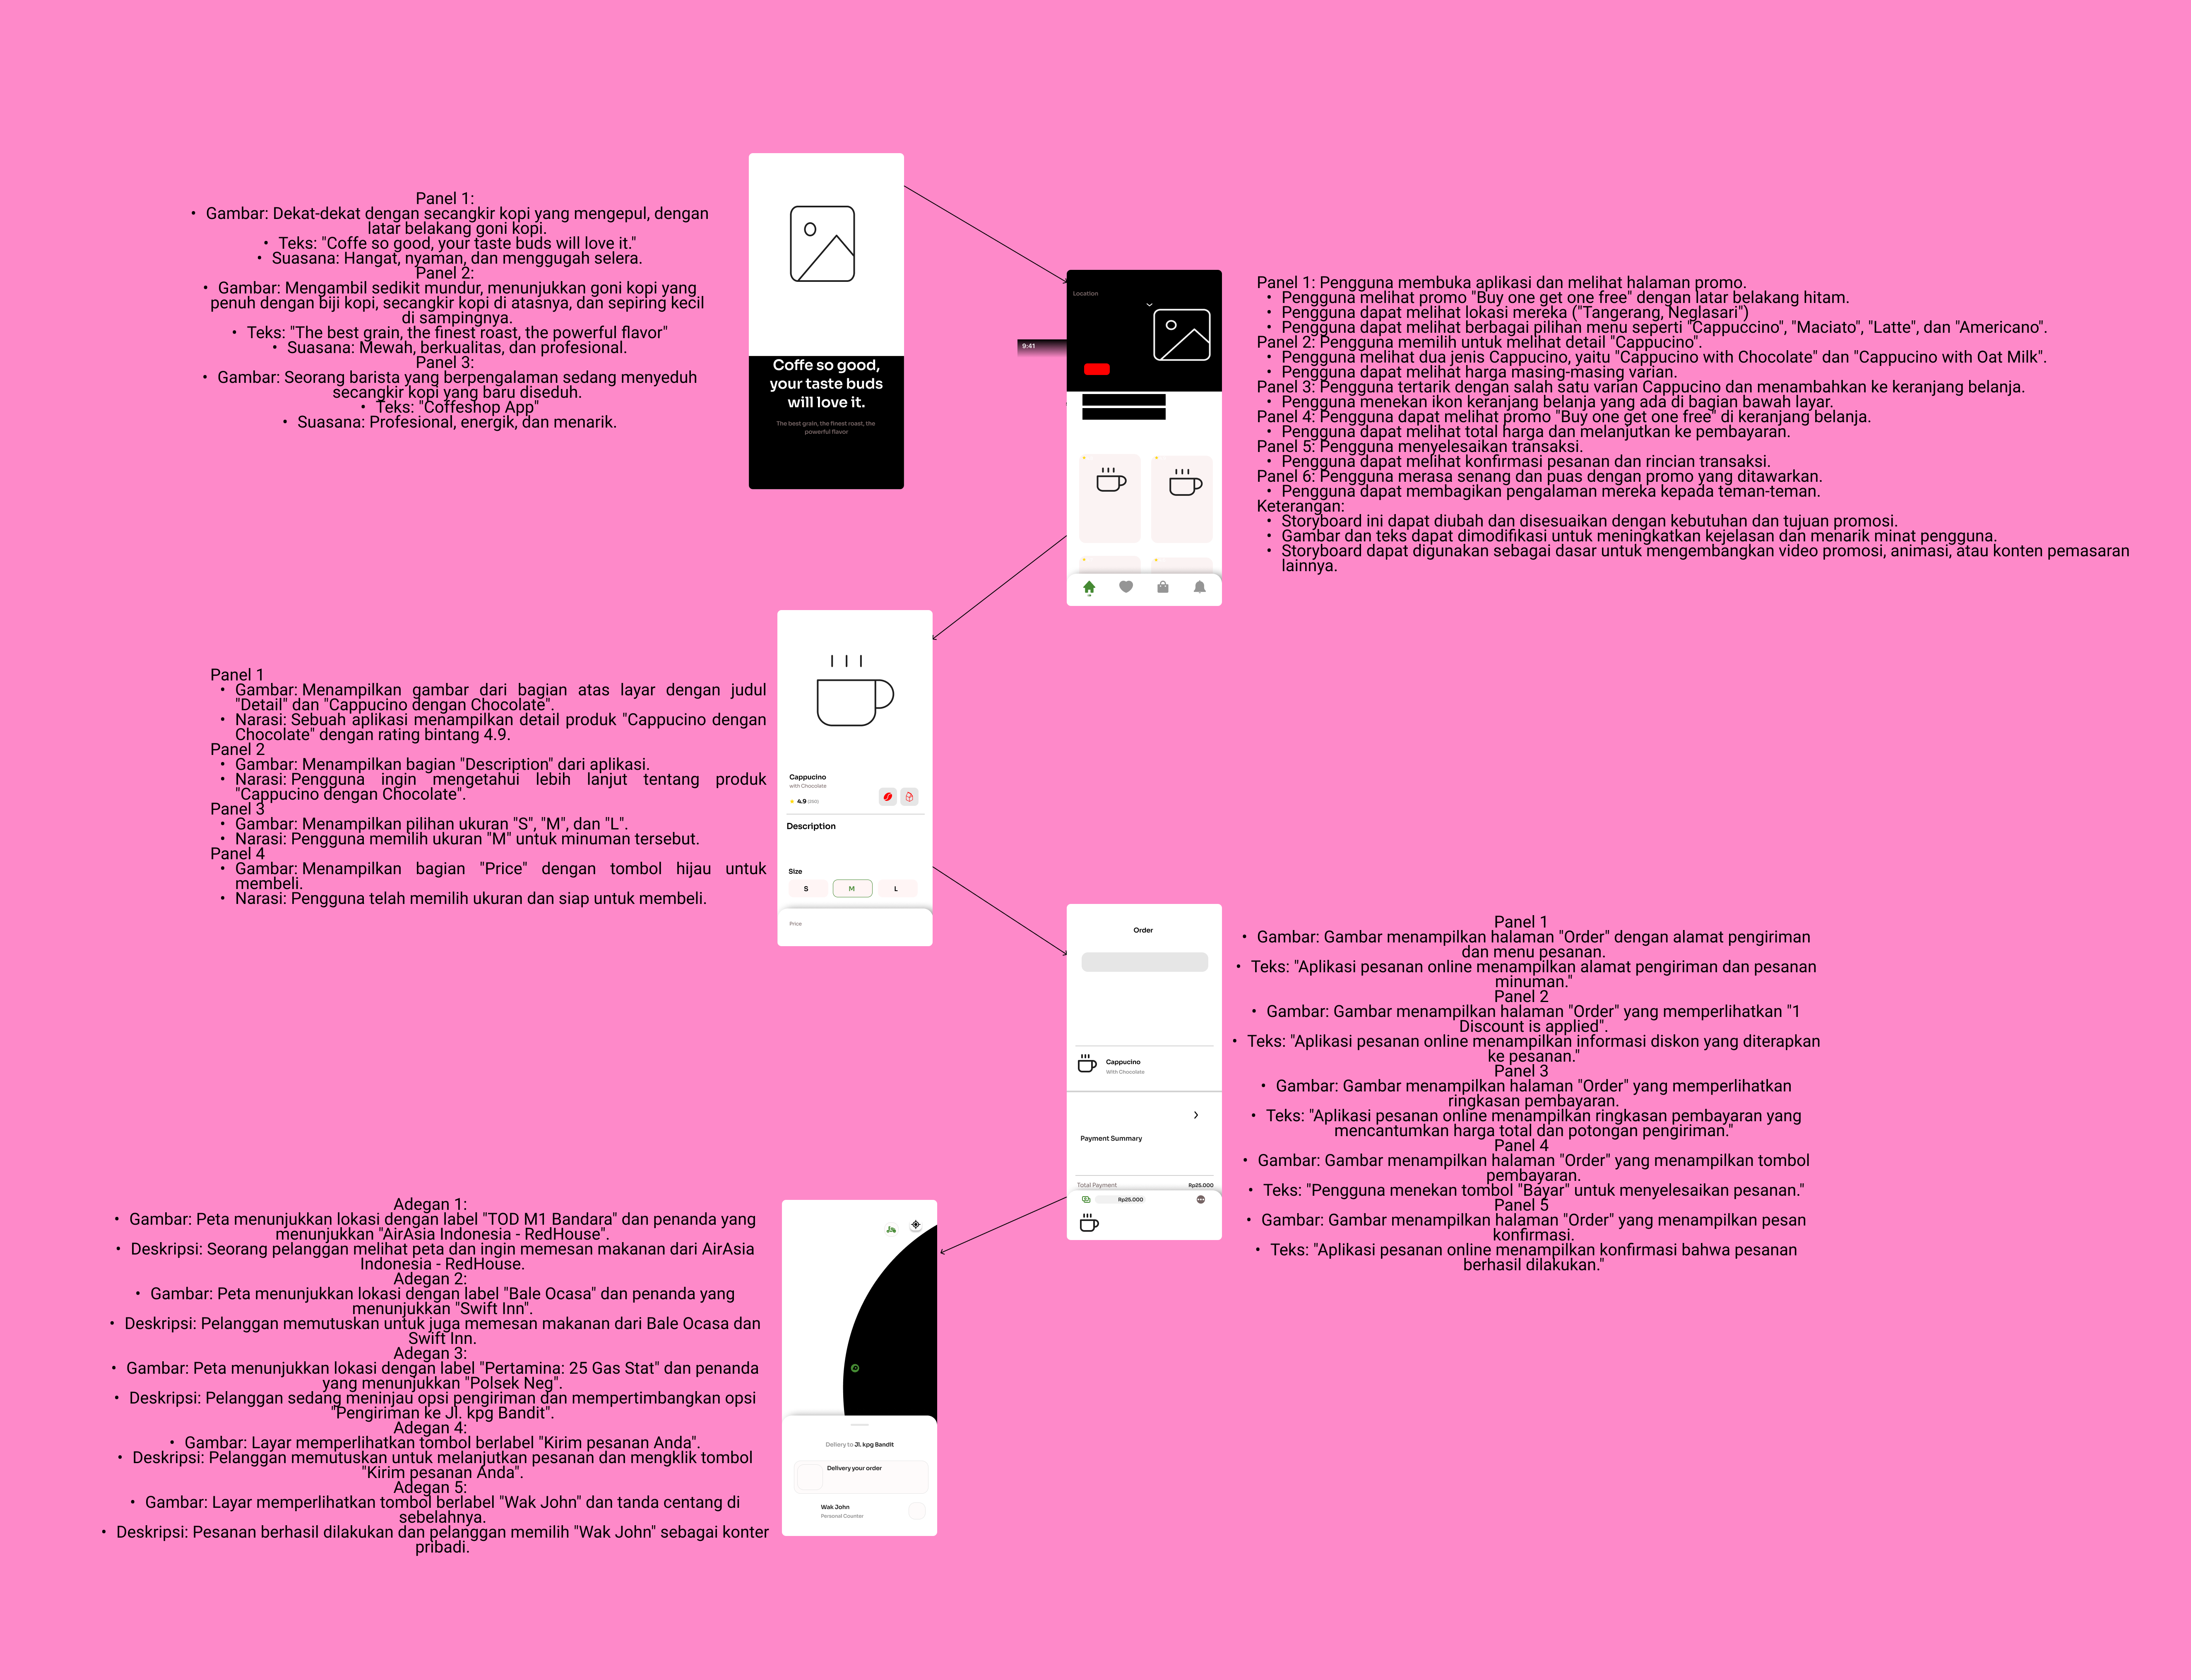 Panel 1:
• Gambar: Dekat-dekat dengan secangkir kopi yang mengepul, dengan
latar belakang goni kopi.
• Teks: "Coffe so good, your taste buds will love it."
• Suasana: Hangat, nyaman, dan menggugah selera.
Panel 2:
• Gambar: Mengambil sedikit mundur, menunjukkan goni kopi yang
penuh dengan biji kopi, secangkir kopi di atasnya, dan sepiring kecil
di sampingnya.
• Teks: "The best grain, the finest roast, the powerful flavor"
• Suasana: Mewah, berkualitas, dan profesional.
Panel 3:
• Gambar: Seorang barista yang berpengalaman sedang menyeduh
secangkir kopi yang baru diseduh.
• Teks: "Coffeshop App"
• Suasana: Profesional, energik, dan menarik.
Coffe so good,
your taste buds
will love it.
The best grain, the finest roast, the
powerful flavor
Location
9:41
Panel 1: Pengguna membuka aplikasi dan melihat halaman promo.
• Pengguna melihat promo "Buy one get one free" dengan latar belakang hitam.
• Pengguna dapat melihat lokasi mereka ("Tangerang, Neglasari")
• Pengguna dapat melihat berbagai pilihan menu seperti "Cappuccino", "Maciato", "Latte", dan "Americano".
Panel 2: Pengguna memilih untuk melihat detail "Cappucino".
• Pengguna melihat dua jenis Cappucino, yaitu "Cappucino with Chocolate" dan "Cappucino with Oat Milk".
• Pengguna dapat melihat harga masing-masing varian.
Panel 3: Pengguna tertarik dengan salah satu varian Cappucino dan menambahkan ke keranjang belanja.
• Pengguna menekan ikon keranjang belanja yang ada di bagian bawah layar.
Panel 4: Pengguna dapat melihat promo "Buy one get one free" di keranjang belanja.
• Pengguna dapat melihat total harga dan melanjutkan ke pembayaran.
Panel 5: Pengguna menyelesaikan transaksi.
• Pengguna dapat melihat konfirmasi pesanan dan rincian transaksi.
Panel 6: Pengguna merasa senang dan puas dengan promo yang ditawarkan.
• Pengguna dapat membagikan pengalaman mereka kepada teman-teman.
Keterangan:
• Storyboard ini dapat diubah dan disesuaikan dengan kebutuhan dan tujuan promosi.
• Gambar dan teks dapat dimodifikasi untuk meningkatkan kejelasan dan menarik minat pengguna.
• Storyboard dapat digunakan sebagai dasar untuk mengembangkan video promosi, animasi, atau konten pemasaran
lainnya.
Panel 1
• Gambar: Menampilkan gambar dari bagian atas layar dengan judul
"Detail" dan "Cappucino dengan Chocolate".
• Narasi: Sebuah aplikasi menampilkan detail produk "Cappucino dengan
Chocolate" dengan rating bintang 4.9.
Panel 2
• Gambar: Menampilkan bagian "Description" dari aplikasi.
• Narasi: Pengguna ingin mengetahui lebih lanjut tentang produk
"Cappucino dengan Chocolate".
Panel 3
• Gambar: Menampilkan pilihan ukuran "S", "M", dan "L".
• Narasi: Pengguna memilih ukuran "M" untuk minuman tersebut.
Panel 4
• Gambar: Menampilkan bagian "Price" dengan tombol hijau untuk
membeli.
• Narasi: Pengguna telah memilih ukuran dan siap untuk membeli.
Cappucino
with Chocolate
4.9
Description
Size
S M L
Price
Order
Cappucino
With Chocolate
Payment Summary
Total Payment Rp25.000
Rp25.000
Panel 1
• Gambar: Gambar menampilkan halaman "Order" dengan alamat pengiriman
dan menu pesanan.
• Teks: "Aplikasi pesanan online menampilkan alamat pengiriman dan pesanan
minuman."
Panel 2
• Gambar: Gambar menampilkan halaman "Order" yang memperlihatkan "1
Discount is applied".
• Teks: "Aplikasi pesanan online menampilkan informasi diskon yang diterapkan
ke pesanan."
Panel 3
• Gambar: Gambar menampilkan halaman "Order" yang memperlihatkan
ringkasan pembayaran.
• Teks: "Aplikasi pesanan online menampilkan ringkasan pembayaran yang
mencantumkan harga total dan potongan pengiriman."
Panel 4
• Gambar: Gambar menampilkan halaman "Order" yang menampilkan tombol
pembayaran.
• Teks: "Pengguna menekan tombol "Bayar" untuk menyelesaikan pesanan."
Panel 5
• Gambar: Gambar menampilkan halaman "Order" yang menampilkan pesan
konfirmasi.
• Teks: "Aplikasi pesanan online menampilkan konfirmasi bahwa pesanan
berhasil dilakukan."
Adegan 1:
• Gambar: Peta menunjukkan lokasi dengan label "TOD M1 Bandara" dan penanda yang
menunjukkan "AirAsia Indonesia - RedHouse".
• Deskripsi: Seorang pelanggan melihat peta dan ingin memesan makanan dari AirAsia
Indonesia - RedHouse.
Adegan 2:
• Gambar: Peta menunjukkan lokasi dengan label "Bale Ocasa" dan penanda yang
menunjukkan "Swift Inn".
• Deskripsi: Pelanggan memutuskan untuk juga memesan makanan dari Bale Ocasa dan
Swift Inn.
Adegan 3:
• Gambar: Peta menunjukkan lokasi dengan label "Pertamina: 25 Gas Stat" dan penanda
yang menunjukkan "Polsek Neg".
• Deskripsi: Pelanggan sedang meninjau opsi pengiriman dan mempertimbangkan opsi
"Pengiriman ke Jl. kpg Bandit".
Adegan 4:
• Gambar: Layar memperlihatkan tombol berlabel "Kirim pesanan Anda".
• Deskripsi: Pelanggan memutuskan untuk melanjutkan pesanan dan mengklik tombol
"Kirim pesanan Anda".
Adegan 5:
• Gambar: Layar memperlihatkan tombol berlabel "Wak John" dan tanda centang di
sebelahnya.
• Deskripsi: Pesanan berhasil dilakukan dan pelanggan memilih "Wak John" sebagai konter
pribadi.
Dellery to Jl. kpg Bandit
Delivery your order
Wak John
Personal Counter